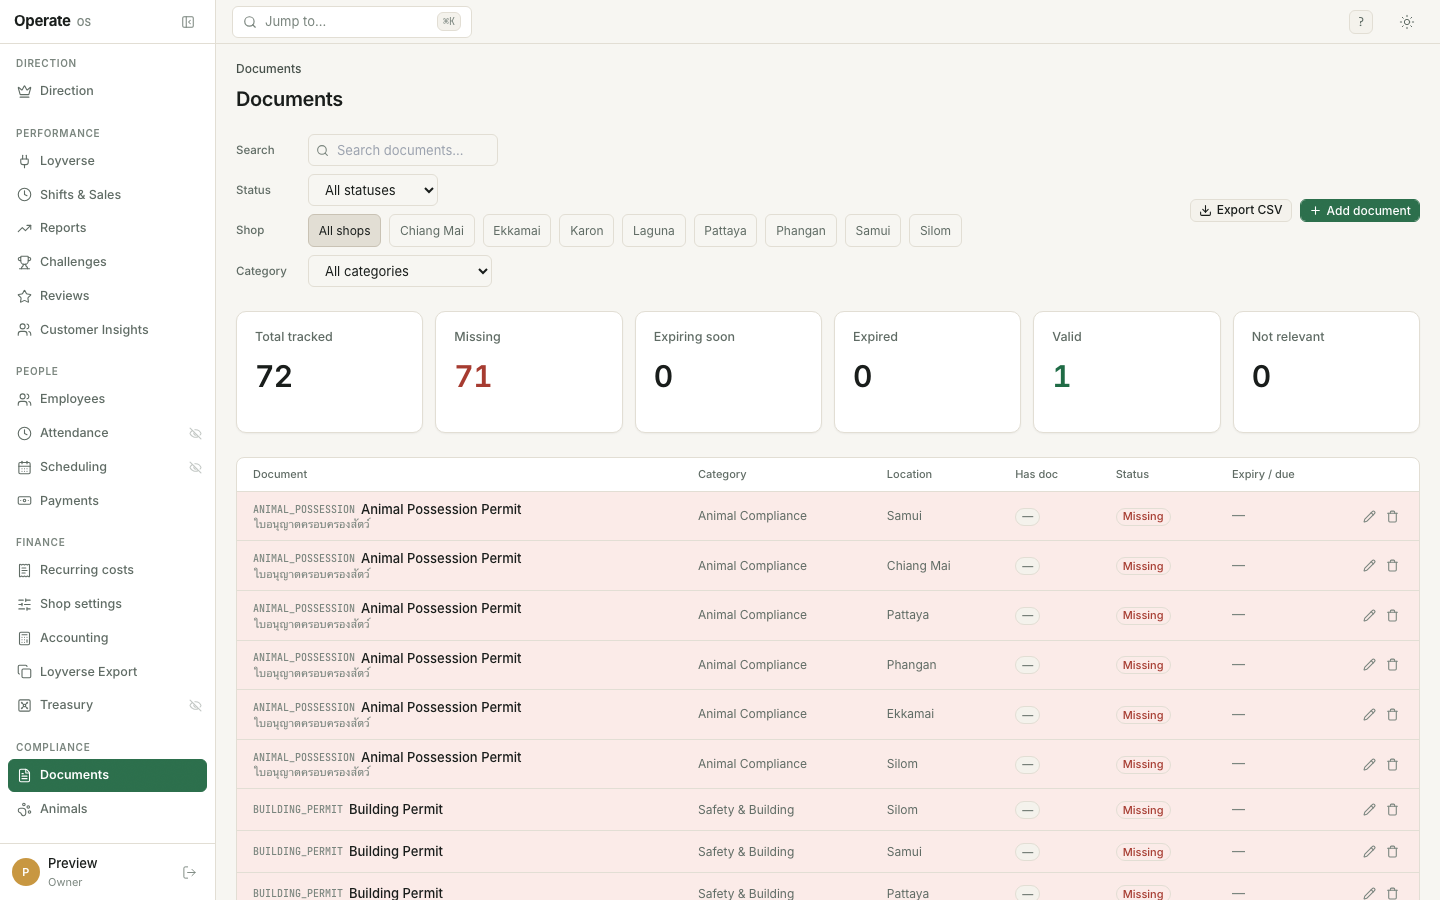 Operate OS
Jump to...
⌘K
?
DIRECTION
Direction
PERFORMANCE
Loyverse
Shifts & Sales
Reports
Challenges
Reviews
Customer Insights
PEOPLE
Employees
Attendance
Scheduling
Payments
FINANCE
Recurring costs
Shop settings
Accounting
Loyverse Export
Treasury
COMPLIANCE
Documents
Animals
P
Preview
Owner
Documents
Documents
Search
Search documents...
Status
All statuses
Shop
All shops Chiang Mai Ekkamai Karon Laguna Pattaya Phangan Samui Silom
Category
All categories
Export CSV
Add document
Total tracked
72
Missing
71
Expiring soon
0
Expired
0
Valid
1
Not relevant
0
Document Category Location Has doc Status Expiry / due
ANIMAL_POSSESSION Animal Possession Permit Animal Compliance Samui — Missing —
ใบอนุญาตครอบครองสัตว์
ANIMAL_POSSESSION Animal Possession Permit Animal Compliance Chiang Mai — Missing —
ใบอนุญาตครอบครองสัตว์
ANIMAL_POSSESSION Animal Possession Permit Animal Compliance Pattaya — Missing —
ใบอนุญาตครอบครองสัตว์
ANIMAL_POSSESSION Animal Possession Permit Animal Compliance Phangan — Missing —
ใบอนุญาตครอบครองสัตว์
ANIMAL_POSSESSION Animal Possession Permit Animal Compliance Ekkamai — Missing —
ใบอนุญาตครอบครองสัตว์
ANIMAL_POSSESSION Animal Possession Permit Animal Compliance Silom — Missing —
ใบอนุญาตครอบครองสัตว์
BUILDING_PERMIT Building Permit Safety & Building Silom — Missing —
BUILDING_PERMIT Building Permit Safety & Building Samui — Missing —
BUILDING_PERMIT Building Permit Safety & Building Pattaya — Missing —